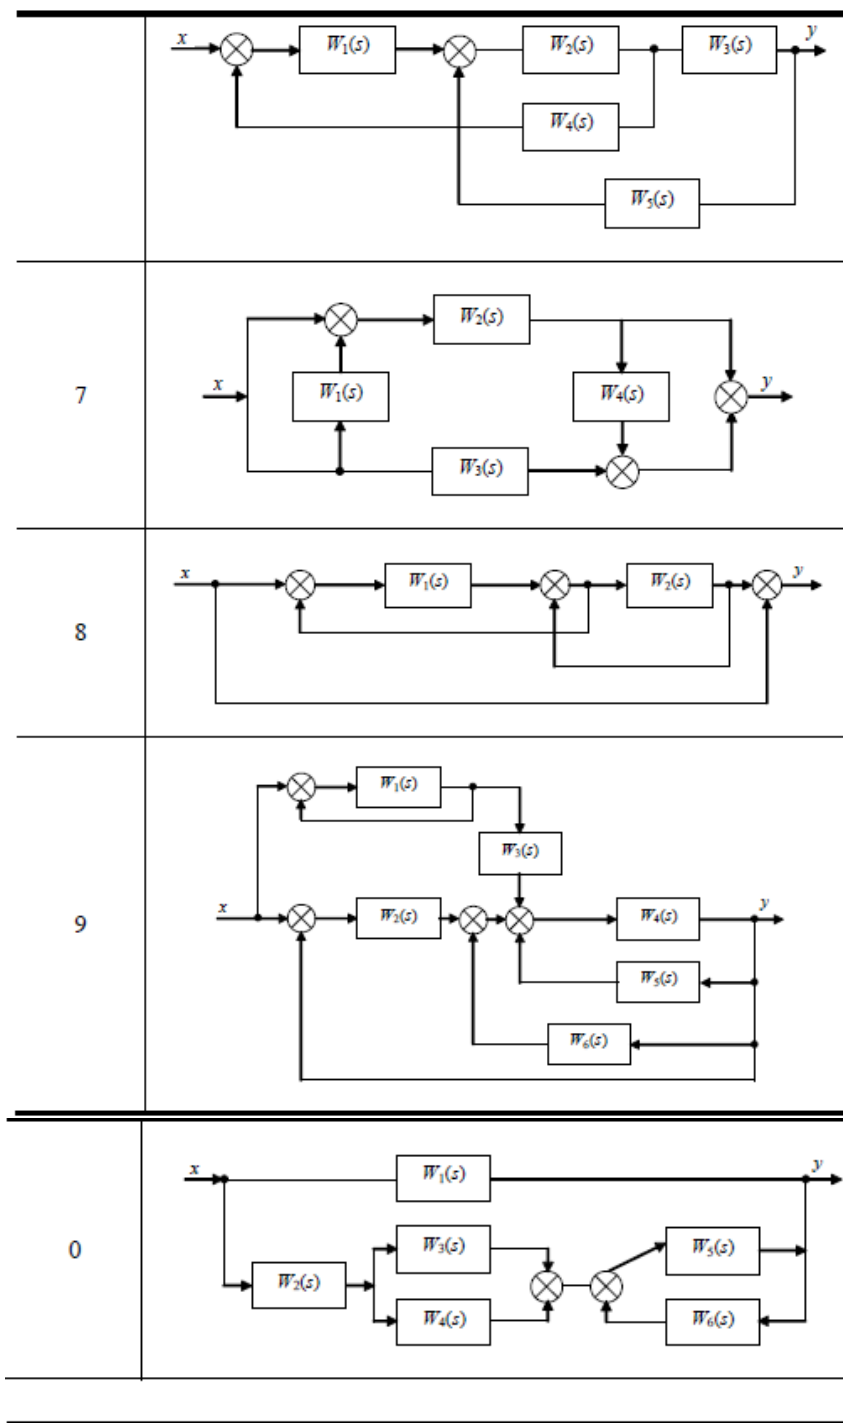 x W₁(s) W₂(s) W₃(s) y
W₄(s)
W₅(s)
7
W₂(s)
x W₁(s) W₄(s) y
W₃(s)
8
x W₁(s) W₂(s) y
9
W₁(s)
W₃(s)
x W₂(s) W₄(s) y
W₅(s)
W₆(s)
0
x W₁(s) y
W₃(s) W₅(s)
W₂(s)
W₄(s) W₆(s)